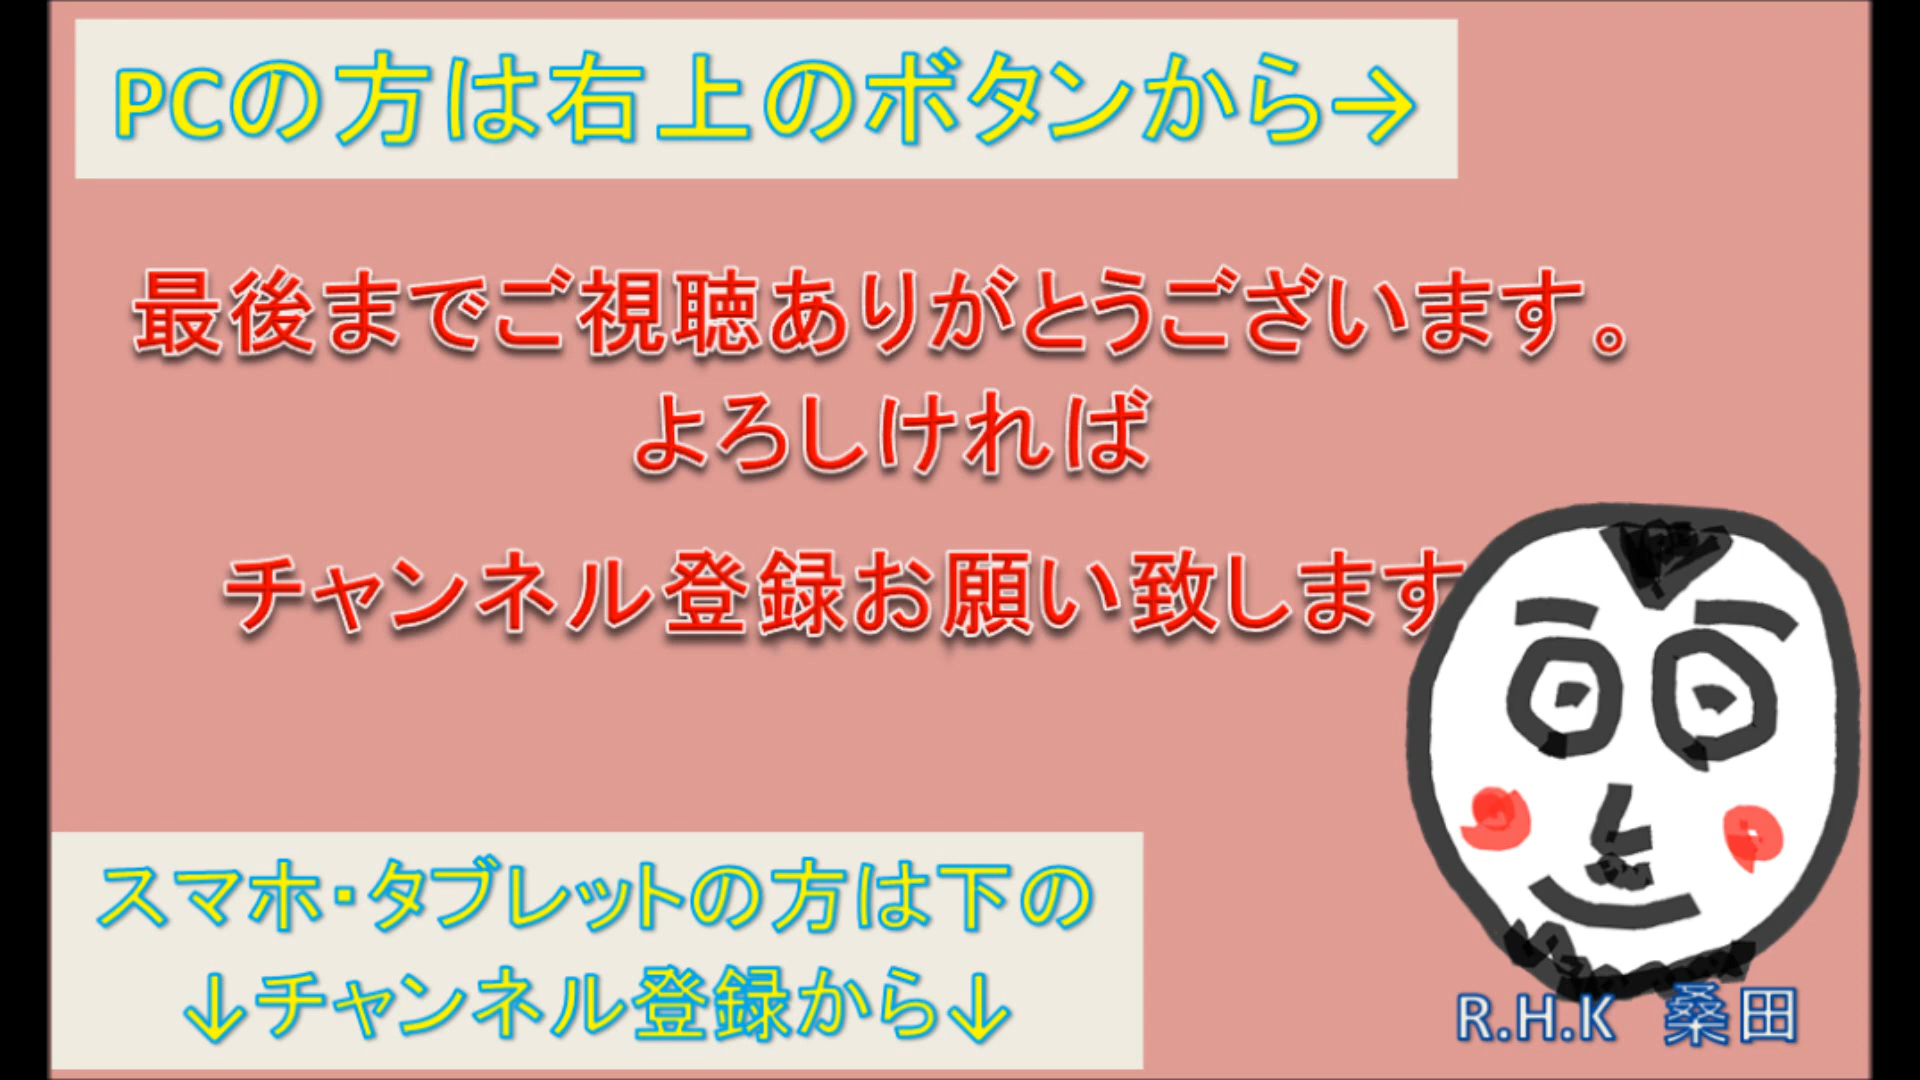 PCの方は右上のボタンから→
最後までご視聴ありがとうございます。
よろしければ
チャンネル登録お願い致します
スマホ・タブレットの方は下の
↓チャンネル登録から↓
R.H.K 桑田